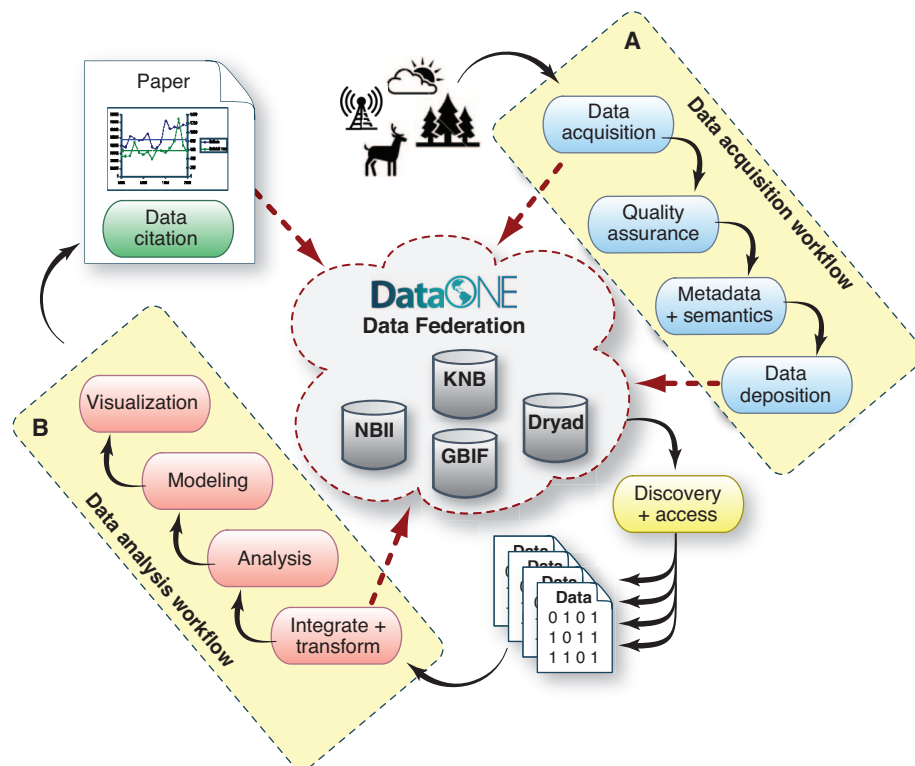 Paper
Data
citation
A
Data
acquisition
Quality
assurance
Metadata
+ semantics
Data
deposition
Data acquisition workflow
DataONE
Data Federation
KNB
NBII
Dryad
GBIF
Discovery
+ access
Data
Data
Data
Data
0 1 0 1
1 0 1 1
1 1 0 1
B
Visualization
Modeling
Analysis
Integrate +
transform
Data analysis workflow